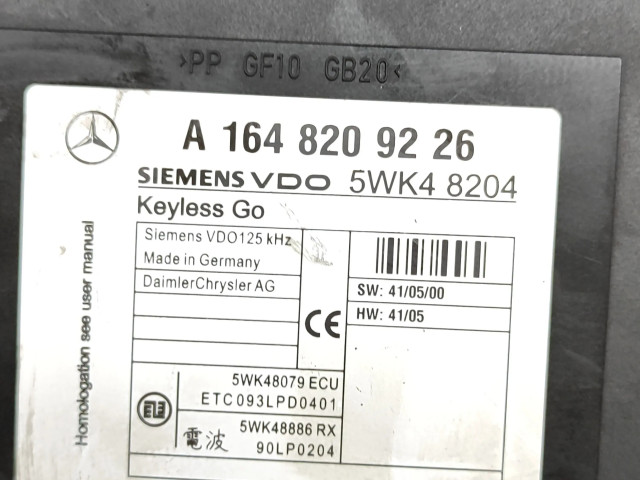 >PP GF10 GB20<
A 164 820 92 26
SIEMENS VDO 5WK4 8204
Keyless Go
Siemens VDO125 kHz
Made in Germany
DaimlerChrysler AG
CE
SW: 41/05/00
HW: 41/05
5WK48079 ECU
ETC093LPD0401
電波 5WK48886 RX
90LP0204
Homologation see user manual